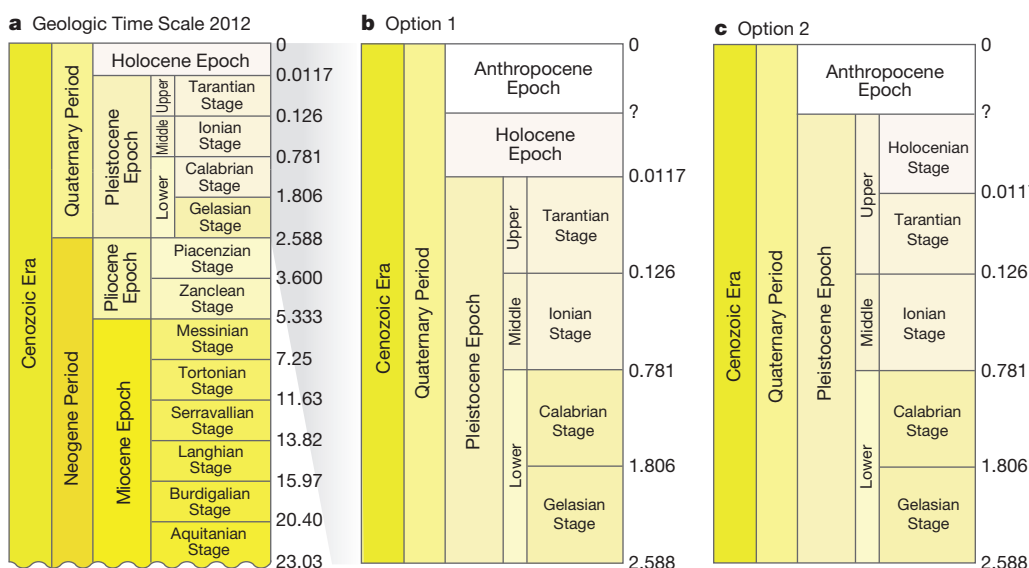 a Geologic Time Scale 2012
Cenozoic Era
Quaternary Period
Neogene Period
Holocene Epoch
Pleistocene
Epoch
Pliocene
Epoch
Miocene Epoch
Upper
Middle
Lower
Tarantian
Stage
Ionian
Stage
Calabrian
Stage
Gelasian
Stage
Piacenzian
Stage
Zanclean
Stage
Messinian
Stage
Tortonian
Stage
Serravallian
Stage
Langhian
Stage
Burdigalian
Stage
Aquitanian
Stage
0
0.0117
0.126
0.781
1.806
2.588
3.600
5.333
7.25
11.63
13.82
15.97
20.40
23.03
b Option 1
Cenozoic Era
Quaternary Period
Anthropocene
Epoch
Holocene
Epoch
Pleistocene Epoch
Upper
Middle
Lower
Tarantian
Stage
Ionian
Stage
Calabrian
Stage
Gelasian
Stage
0
?
0.0117
0.126
0.781
1.806
2.588
c Option 2
Cenozoic Era
Quaternary Period
Anthropocene
Epoch
Pleistocene Epoch
Upper
Middle
Lower
Holocenian
Stage
Tarantian
Stage
Ionian
Stage
Calabrian
Stage
Gelasian
Stage
0
?
0.0117
0.126
0.781
1.806
2.588